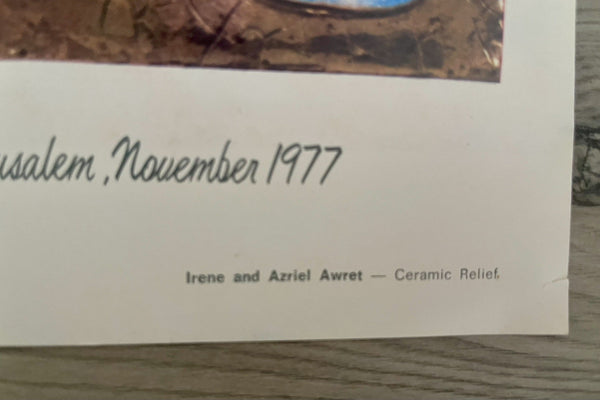 usalem, November 1977
Irene and Azriel Awret — Ceramic Relief.